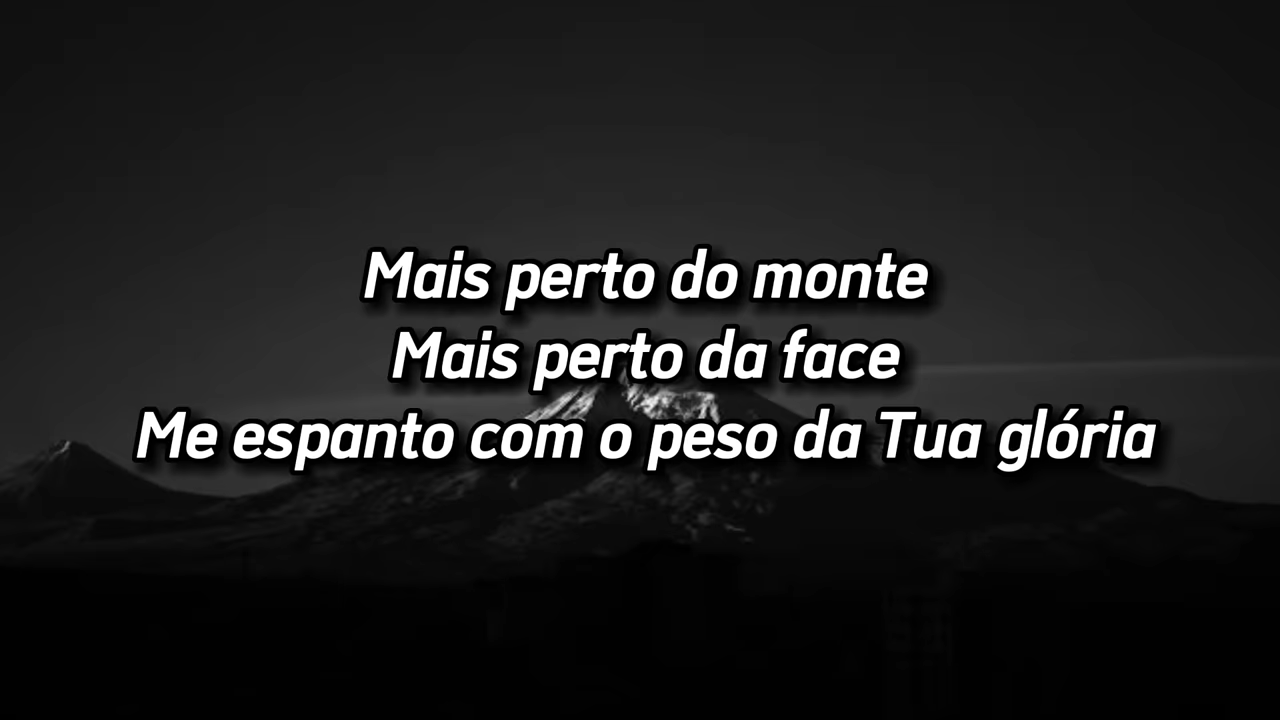 Mais perto do monte
Mais perto da face
Me espanto com o peso da Tua glória